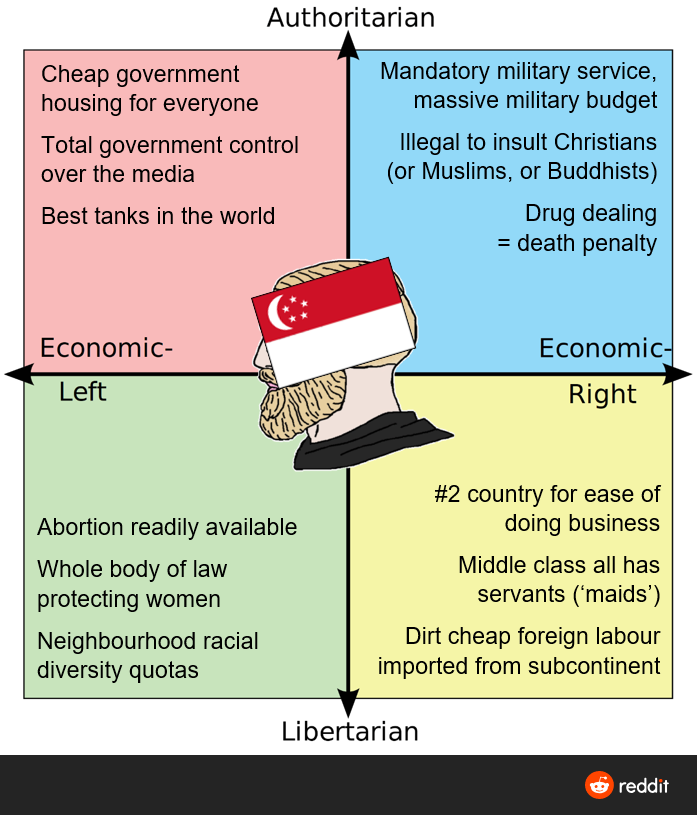 Authoritarian
Cheap government
housing for everyone
Total government control
over the media
Best tanks in the world
Mandatory military service,
massive military budget
Illegal to insult Christians
(or Muslims, or Buddhists)
Drug dealing
= death penalty
Economic-
Left
Economic-
Right
Abortion readily available
Whole body of law
protecting women
Neighbourhood racial
diversity quotas
#2 country for ease of
doing business
Middle class all has
servants (‘maids’)
Dirt cheap foreign labour
imported from subcontinent
Libertarian
reddit